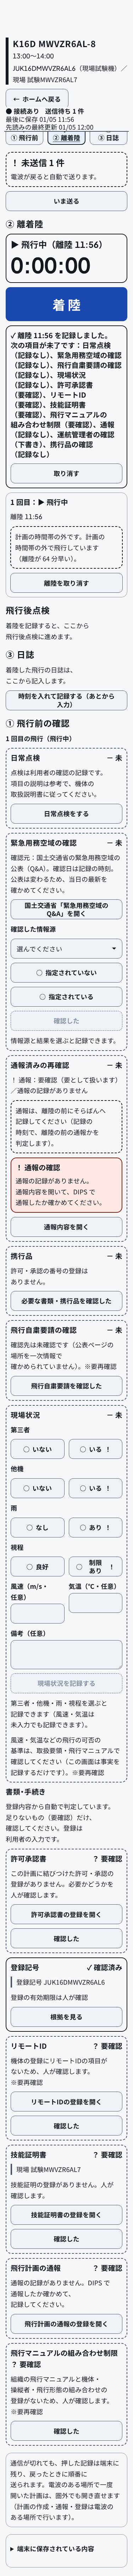 K16D MWVZR6AL-8
13:00〜14:00
JUK16DMWVZR6AL（現場試験機）／
現場 試験MWVZR6AL7
← ホームへ戻る
● 接続あり　送信待ち 1 件
最後に保存 01/05 11:56
先読みの最終更新 01/05 12:00
① 飛行前
② 離着陸
③ 日誌
！ 未送信 1 件
電波が戻ると自動で送ります。
いま送る
② 離着陸
▶ 飛行中（離陸 11:56）
0:00:00
着陸
✓ 離陸 11:56 を記録しました。
次の項目が未了です：日常点検
（記録なし）、緊急用務空域の確認
（記録なし）、飛行自粛要請の確認
（記録なし）、現場状況
（記録なし）、許可承認書
（要確認）、リモートID
（要確認）、技能証明書
（要確認）、飛行マニュアルの
組み合わせ制限（要確認）、通報
（記録なし）、運航管理者の確認
（下書き）、携行品の確認
（記録なし）
取り消す
1 回目：▶ 飛行中
離陸 11:56
計画の時間帯の外です。計画の
時間帯の外で飛行しています
（離陸が 64 分早い）。
離陸を取り消す
飛行後点検
着陸を記録すると、ここから
飛行後点検に進めます。
③ 日誌
着陸した飛行の日誌は、
ここから記入します。
時刻を入れて記録する（あとから
入力）
① 飛行前の確認
1 回目の飛行（飛行中）
日常点検
— 未
点検は利用者の確認の記録です。
項目の説明は参考で、機体の
取扱説明書に従ってください。
日常点検をする
緊急用務空域の確認
— 未
確認元：国土交通省の緊急用務空域の
公表（Q&A）。確認日は記録の時刻。
公表は変わるため、当日の最新を
確かめてください。
国土交通省「緊急用務空域の
Q&A」を開く
確認した情報源
選んでください
○ 指定されていない
○ 指定されている
確認した
情報源と結果を選ぶと記録できます。
通報済みの再確認
— 未
！ 通報：要確認（要として扱います）
／通報の記録がありません
通報は、離陸の前にそらばんへ
記録してください（記録の
時刻で、離陸の前の通報かを
判定します）。
！ 通報の確認
通報の記録がありません。
通報内容を開いて、DIPS で
通報したか確かめてください。
通報内容を開く
携行品
— 未
許可・承認の番号の登録は
ありません。
必要な書類・携行品を確認した
飛行自粛要請の確認
— 未
確認先は未確認です（公表ページの
場所を一次情報で
確かめられていません）。※要再確認
飛行自粛要請を確認した
現場状況
— 未
第三者
○ いない
○ いる ！
他機
○ いない
○ いる ！
雨
○ なし
○ あり ！
視程
○ 良好
○ 制限あり ！
風速（m/s・任意）
気温（℃・任意）
備考（任意）
現場状況を記録する
第三者・他機・雨・視程を選ぶと
記録できます（風速・気温は
未入力でも記録できます）。
風速・気温などの飛行の可否の
基準は、取扱要領・飛行マニュアルで
確認してください（この画面は事実を
記録するだけです）。※要再確認
書類・手続き
登録内容から自動で判定しています。
足りないもの（要確認）だけ、
確認してください。登録は
利用者の入力です。
許可承認書
？ 要確認
この計画に結びつけた許可・承認の
登録がありません。必要かどうかを
人が確認します。
許可承認書の登録を開く
確認した
登録記号
✓ 確認済み
登録記号 JUK16DMWVZR6AL
登録の有効期限は人が確認
根拠を見る
リモートID
？ 要確認
機体の登録にリモートIDの項目が
ないため、人が確認します。
※要再確認
リモートIDの登録を開く
確認した
技能証明書
？ 要確認
現場 試験MWVZR6AL7
技能証明の登録がありません。人が
確認します。
技能証明書の登録を開く
確認した
飛行計画の通報
？ 要確認
通報の記録がありません。DIPS で
通報したか確かめて、
記録してください。
飛行計画の通報の登録を開く
確認した
飛行マニュアルの組み合わせ制限
？ 要確認
組織の飛行マニュアルと機体・
操縦者・飛行形態の組み合わせの
登録がないため、人が確認します。
※要再確認
確認した
通信が切れても、押した記録は端末に
残り、戻ったときに順番に
送られます。電波のある場所で一度
開いた計画は、圏外でも開き直せます
（計画の作成・通報・登録は電波の
ある場所で行います）。
▶ 端末に保存されている内容